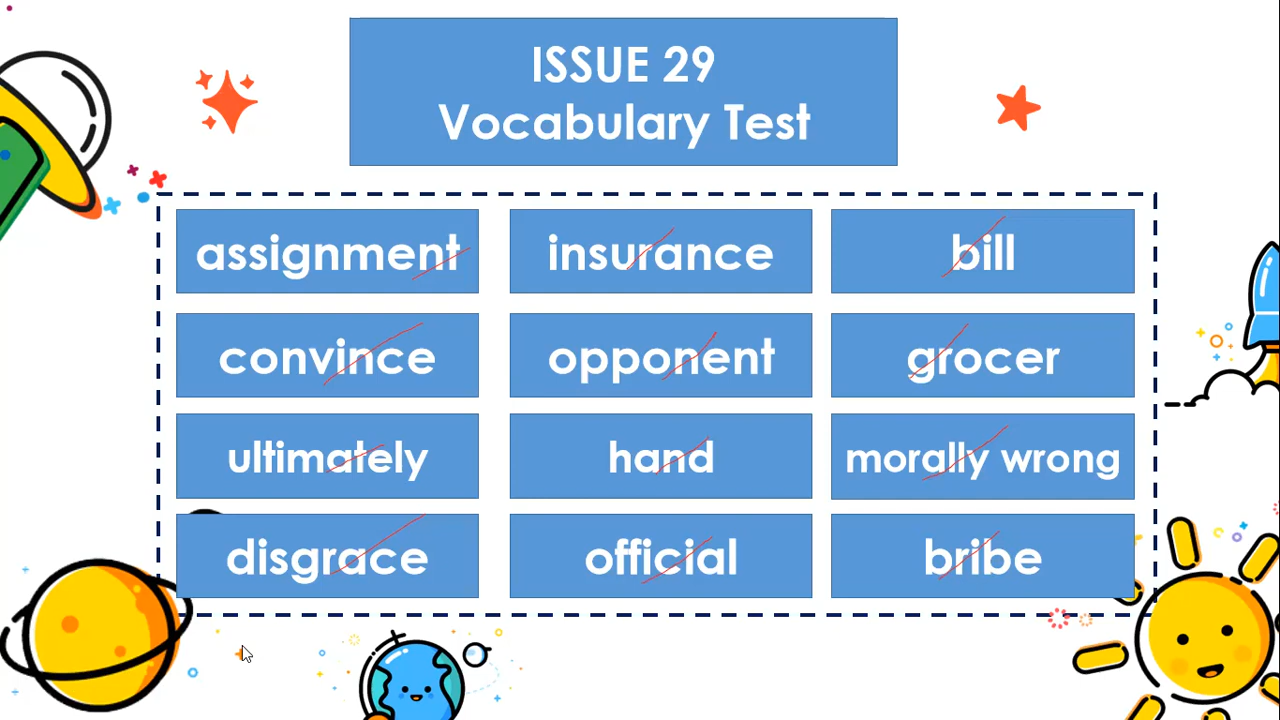 ISSUE 29
Vocabulary Test
assignment
insurance
bill
convince
opponent
grocer
ultimately
hand
morally wrong
disgrace
official
bribe